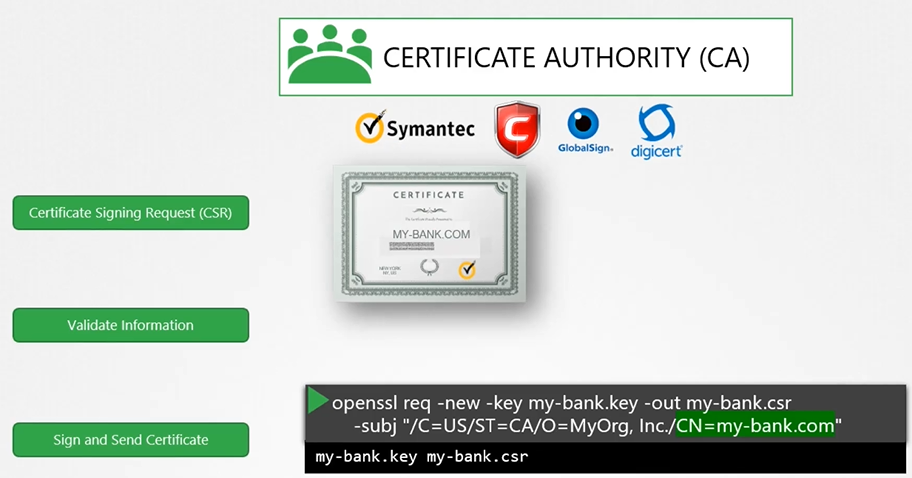 CERTIFICATE AUTHORITY (CA)
Symantec
C
GlobalSign
digicert
Certificate Signing Request (CSR)
CERTIFICATE
MY-BANK.COM
NEW YORK
Validate Information
openssl req -new -key my-bank.key -out my-bank.csr
-subj "/C=US/ST=CA/O=MyOrg, Inc./CN=my-bank.com"
Sign and Send Certificate
my-bank.key my-bank.csr